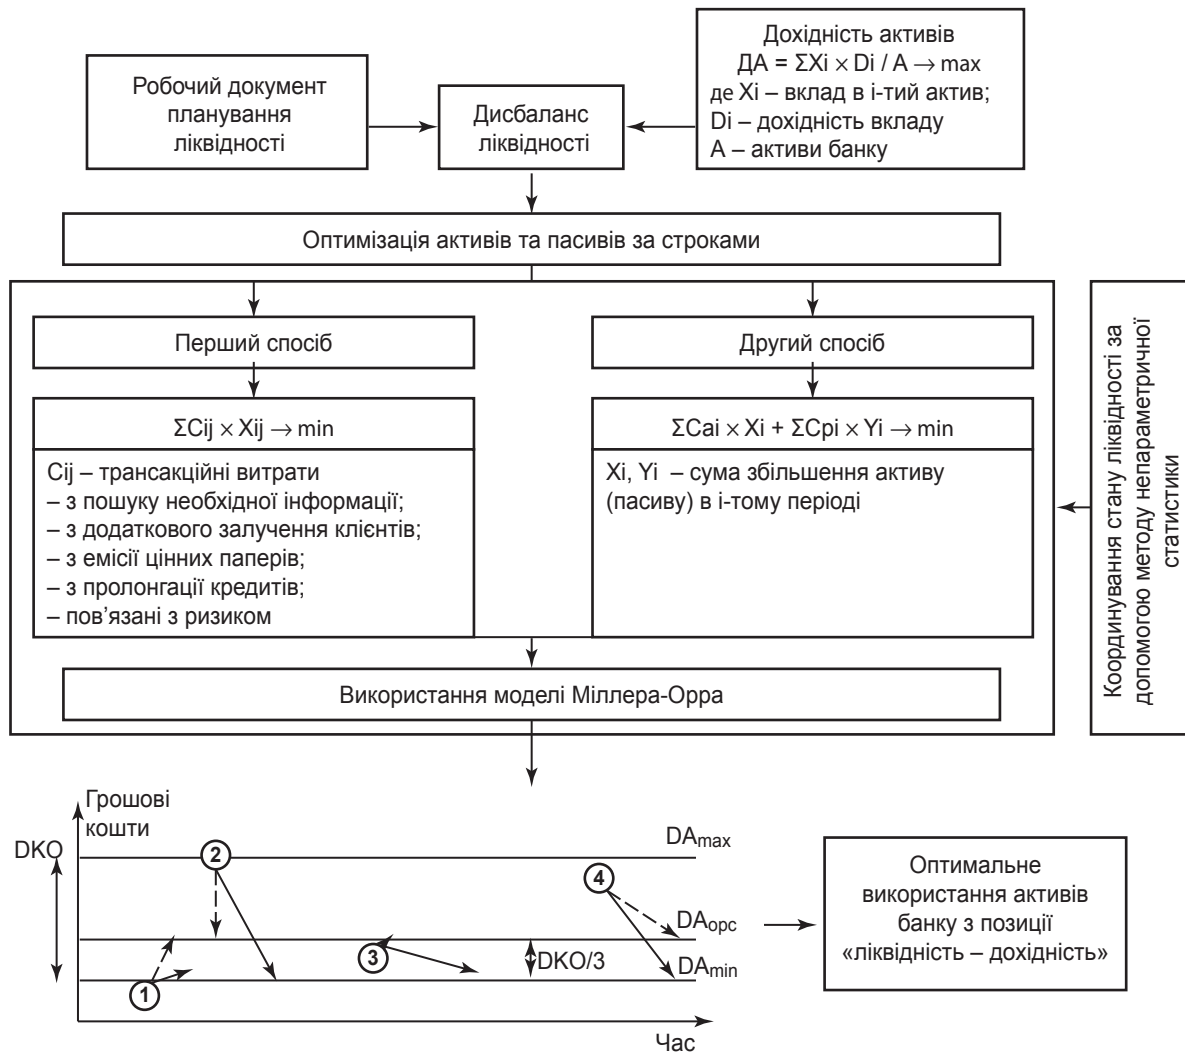 Робочий документ
планування
ліквідності
Дисбаланс
ліквідності
Дохідність активів
ДА = ΣXi × Di / A → max
де Xi – вклад в і-тий актив;
Di – дохідність вкладу
А – активи банку
Оптимізація активів та пасивів за строками
Перший спосіб
Другий спосіб
ΣCij × Xij → min
Cij – трансакційні витрати
– з пошуку необхідної інформації;
– з додаткового залучення клієнтів;
– з емісії цінних паперів;
– з пролонгації кредитів;
– пов’язані з ризиком
ΣCai × Xi + ΣCpi × Yi → min
Xi, Yi – сума збільшення активу
(пасиву) в і-тому періоді
Координування стану ліквідності за
допомогою методу непараметричної
статистики
Використання моделі Міллера-Орра
Грошові
кошти
DKO
DAmax
DAopc
DAmin
DKO/3
1
2
3
4
Час
Оптимальне
використання активів
банку з позиції
«ліквідність – дохідність»